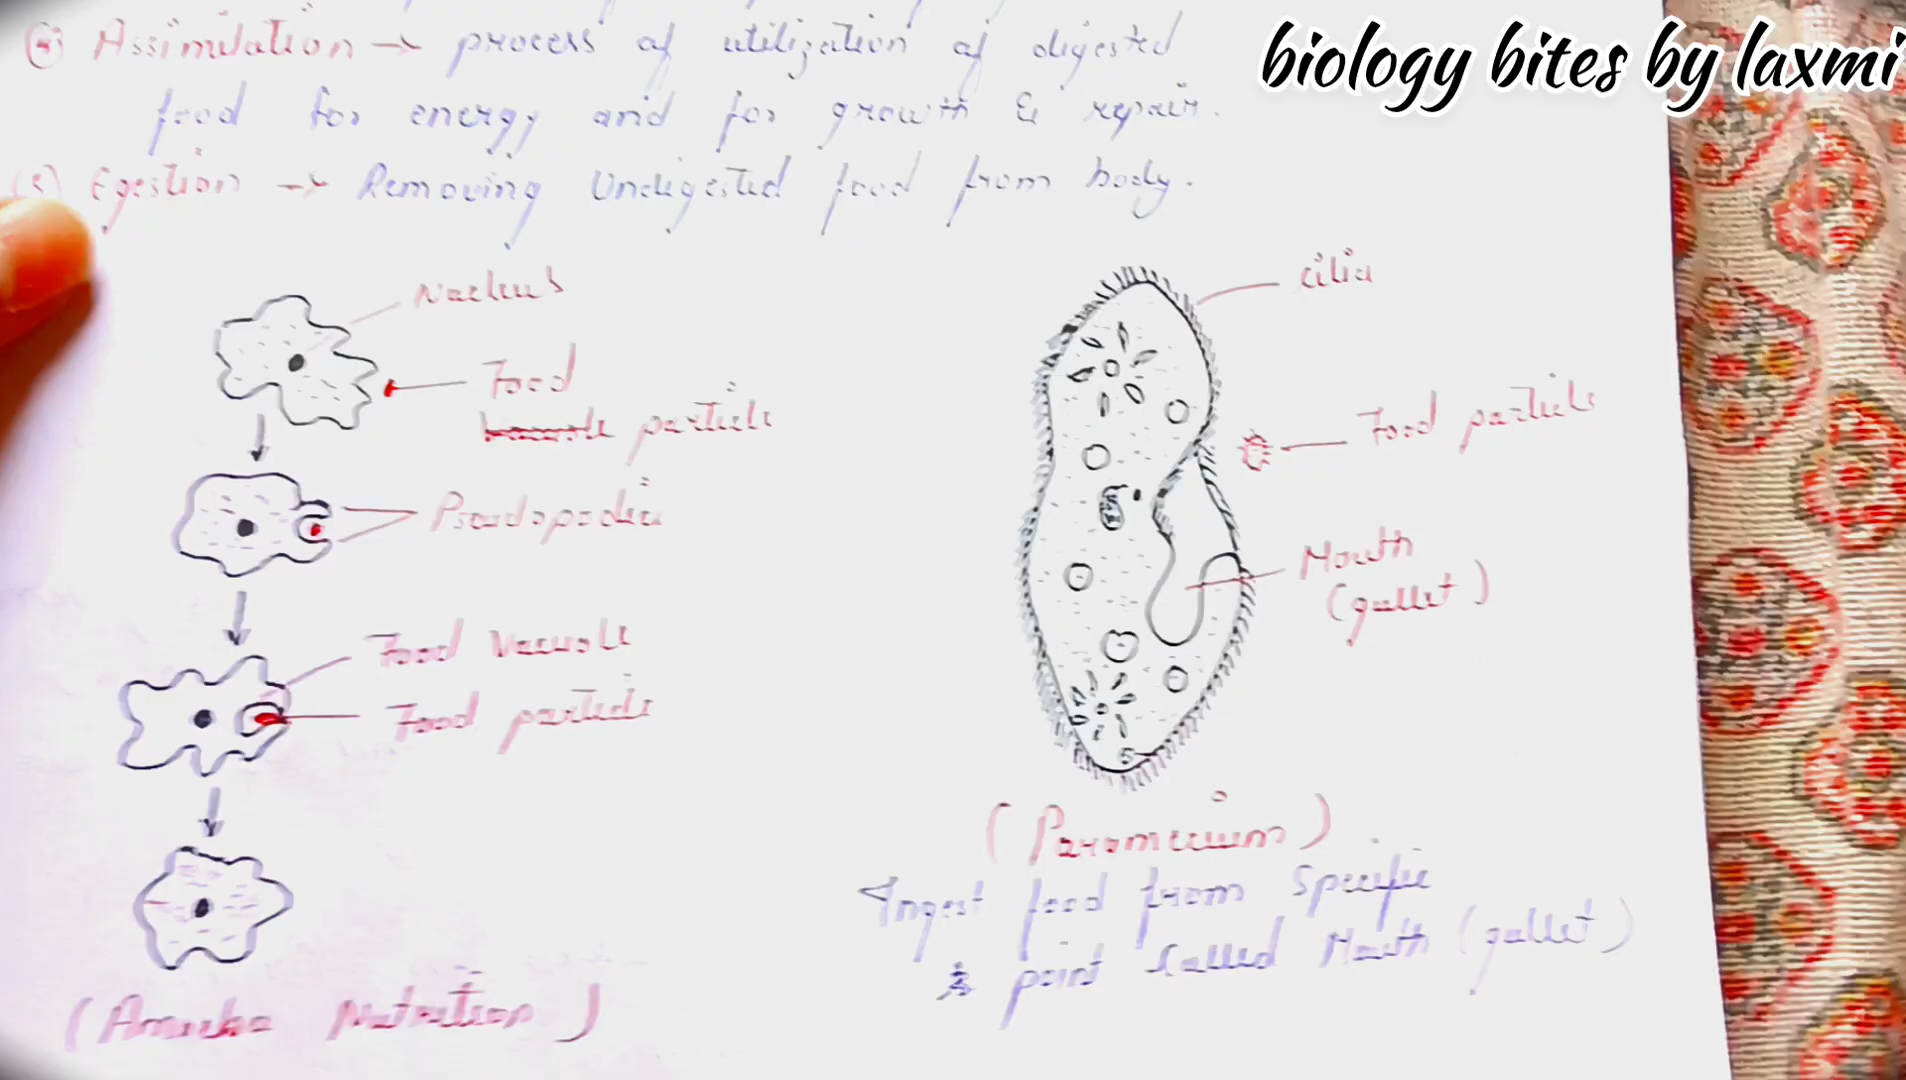 biology bites by laxmi
(4) Assimilation → process of utilization of digested
food for energy and for growth & repair.
(5) Egestion → Removing Undigested food from body.
Nucleus
Food
particle
Pseudopodia
Food Vacuole
Food particle
(Amoeba Nutrition)
cilia
Food particle
Mouth
(gullet)
(Paramecium)
Ingest food from Specific
point Called Mouth (gullet)